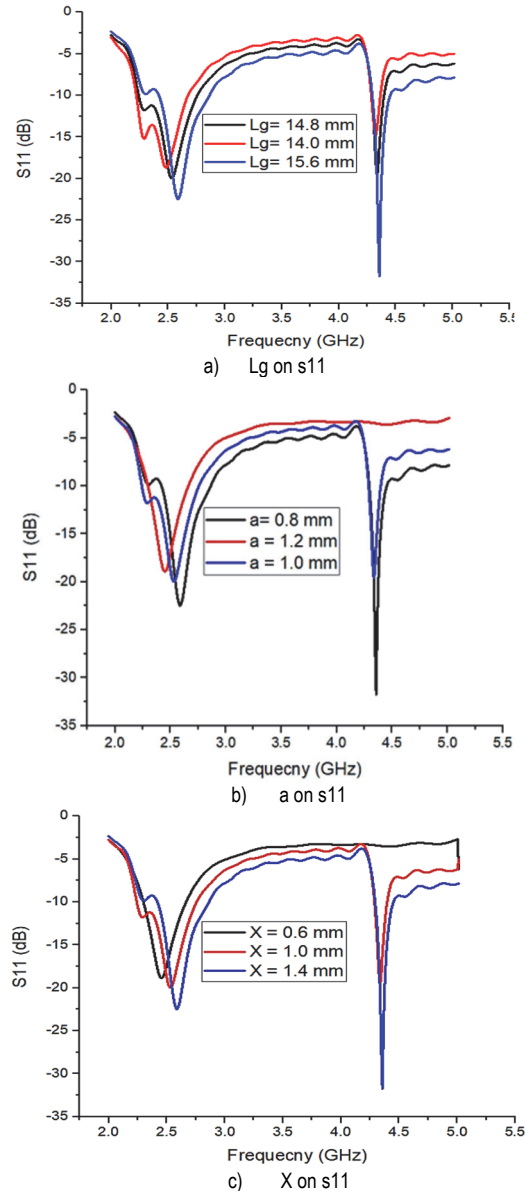 0
-5
-10
-15
-20
-25
-30
-35
S11 (dB)
Lg= 14.8 mm
Lg= 14.0 mm
Lg= 15.6 mm
2.0 2.5 3.0 3.5 4.0 4.5 5.0 5.5
Frequecny (GHz)
a) Lg on s11
0
-5
-10
-15
-20
-25
-30
-35
S11 (dB)
a= 0.8 mm
a = 1.2 mm
a = 1.0 mm
2.0 2.5 3.0 3.5 4.0 4.5 5.0 5.5
Frequecny (GHz)
b) a on s11
0
-5
-10
-15
-20
-25
-30
-35
S11 (dB)
X = 0.6 mm
X = 1.0 mm
X = 1.4 mm
2.0 2.5 3.0 3.5 4.0 4.5 5.0 5.5
Frequecny (GHz)
c) X on s11